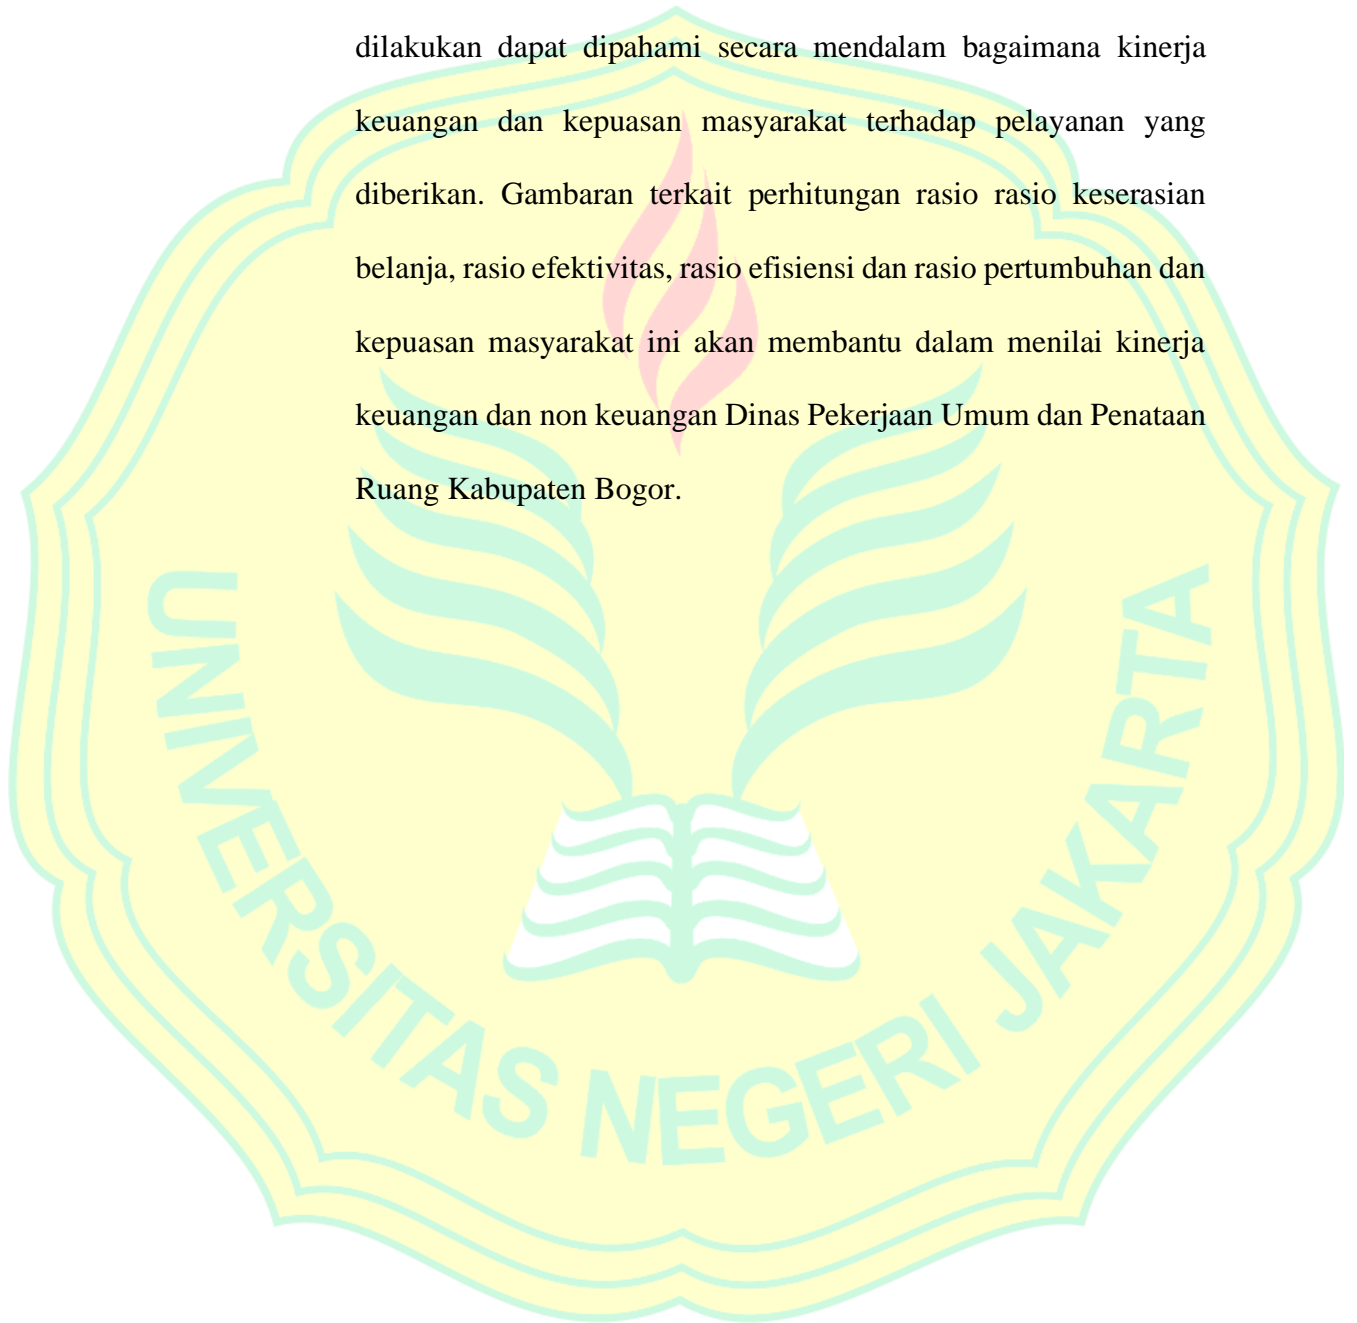 dilakukan dapat dipahami secara mendalam bagaimana kinerja
keuangan dan kepuasan masyarakat terhadap pelayanan yang
diberikan. Gambaran terkait perhitungan rasio rasio keserasian
belanja, rasio efektivitas, rasio efisiensi dan rasio pertumbuhan dan
kepuasan masyarakat ini akan membantu dalam menilai kinerja
keuangan dan non keuangan Dinas Pekerjaan Umum dan Penataan
Ruang Kabupaten Bogor.
UNIVERSITAS NEGERI JAKARTA